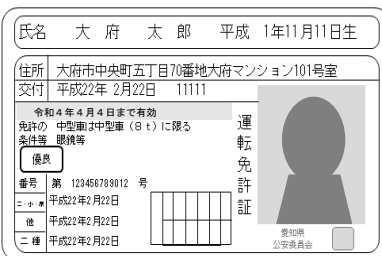 氏名 大府 太郎 平成 1年11月11日生
住所 大府市中央町五丁目70番地大府マンション101号室
交付 平成22年 2月22日 11111
令和4年4月4日まで有効
免許の 中型車は中型車(8t)に限る
条件等 眼鏡等
優良
番号 第 123456789012 号
二・小・原 平成22年2月22日
他 平成22年2月22日
二種 平成22年2月22日
運転免許証
愛知県
公安委員会